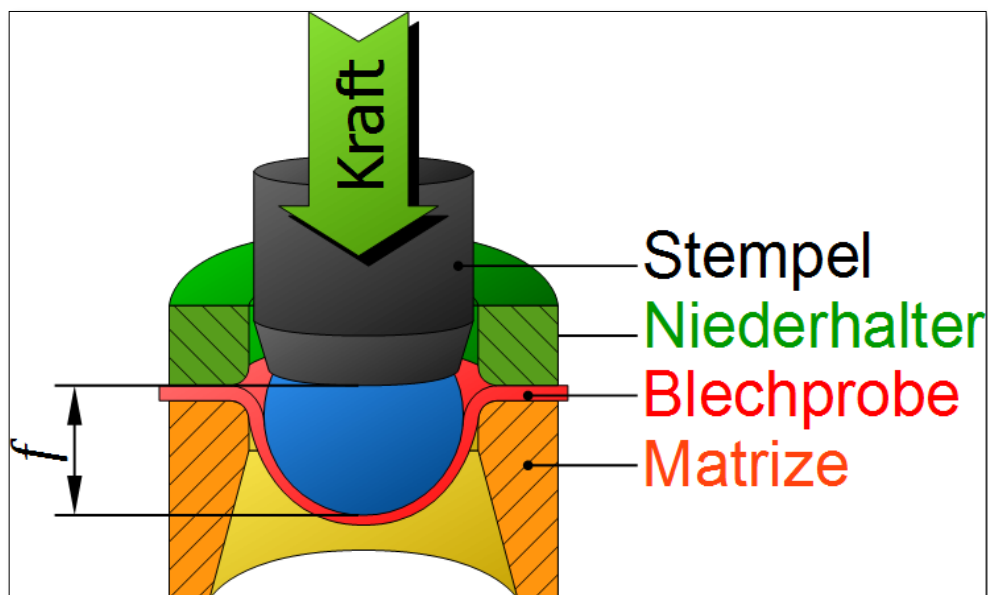 Kraft
Stempel
Niederhalter
Blechprobe
Matrize
f